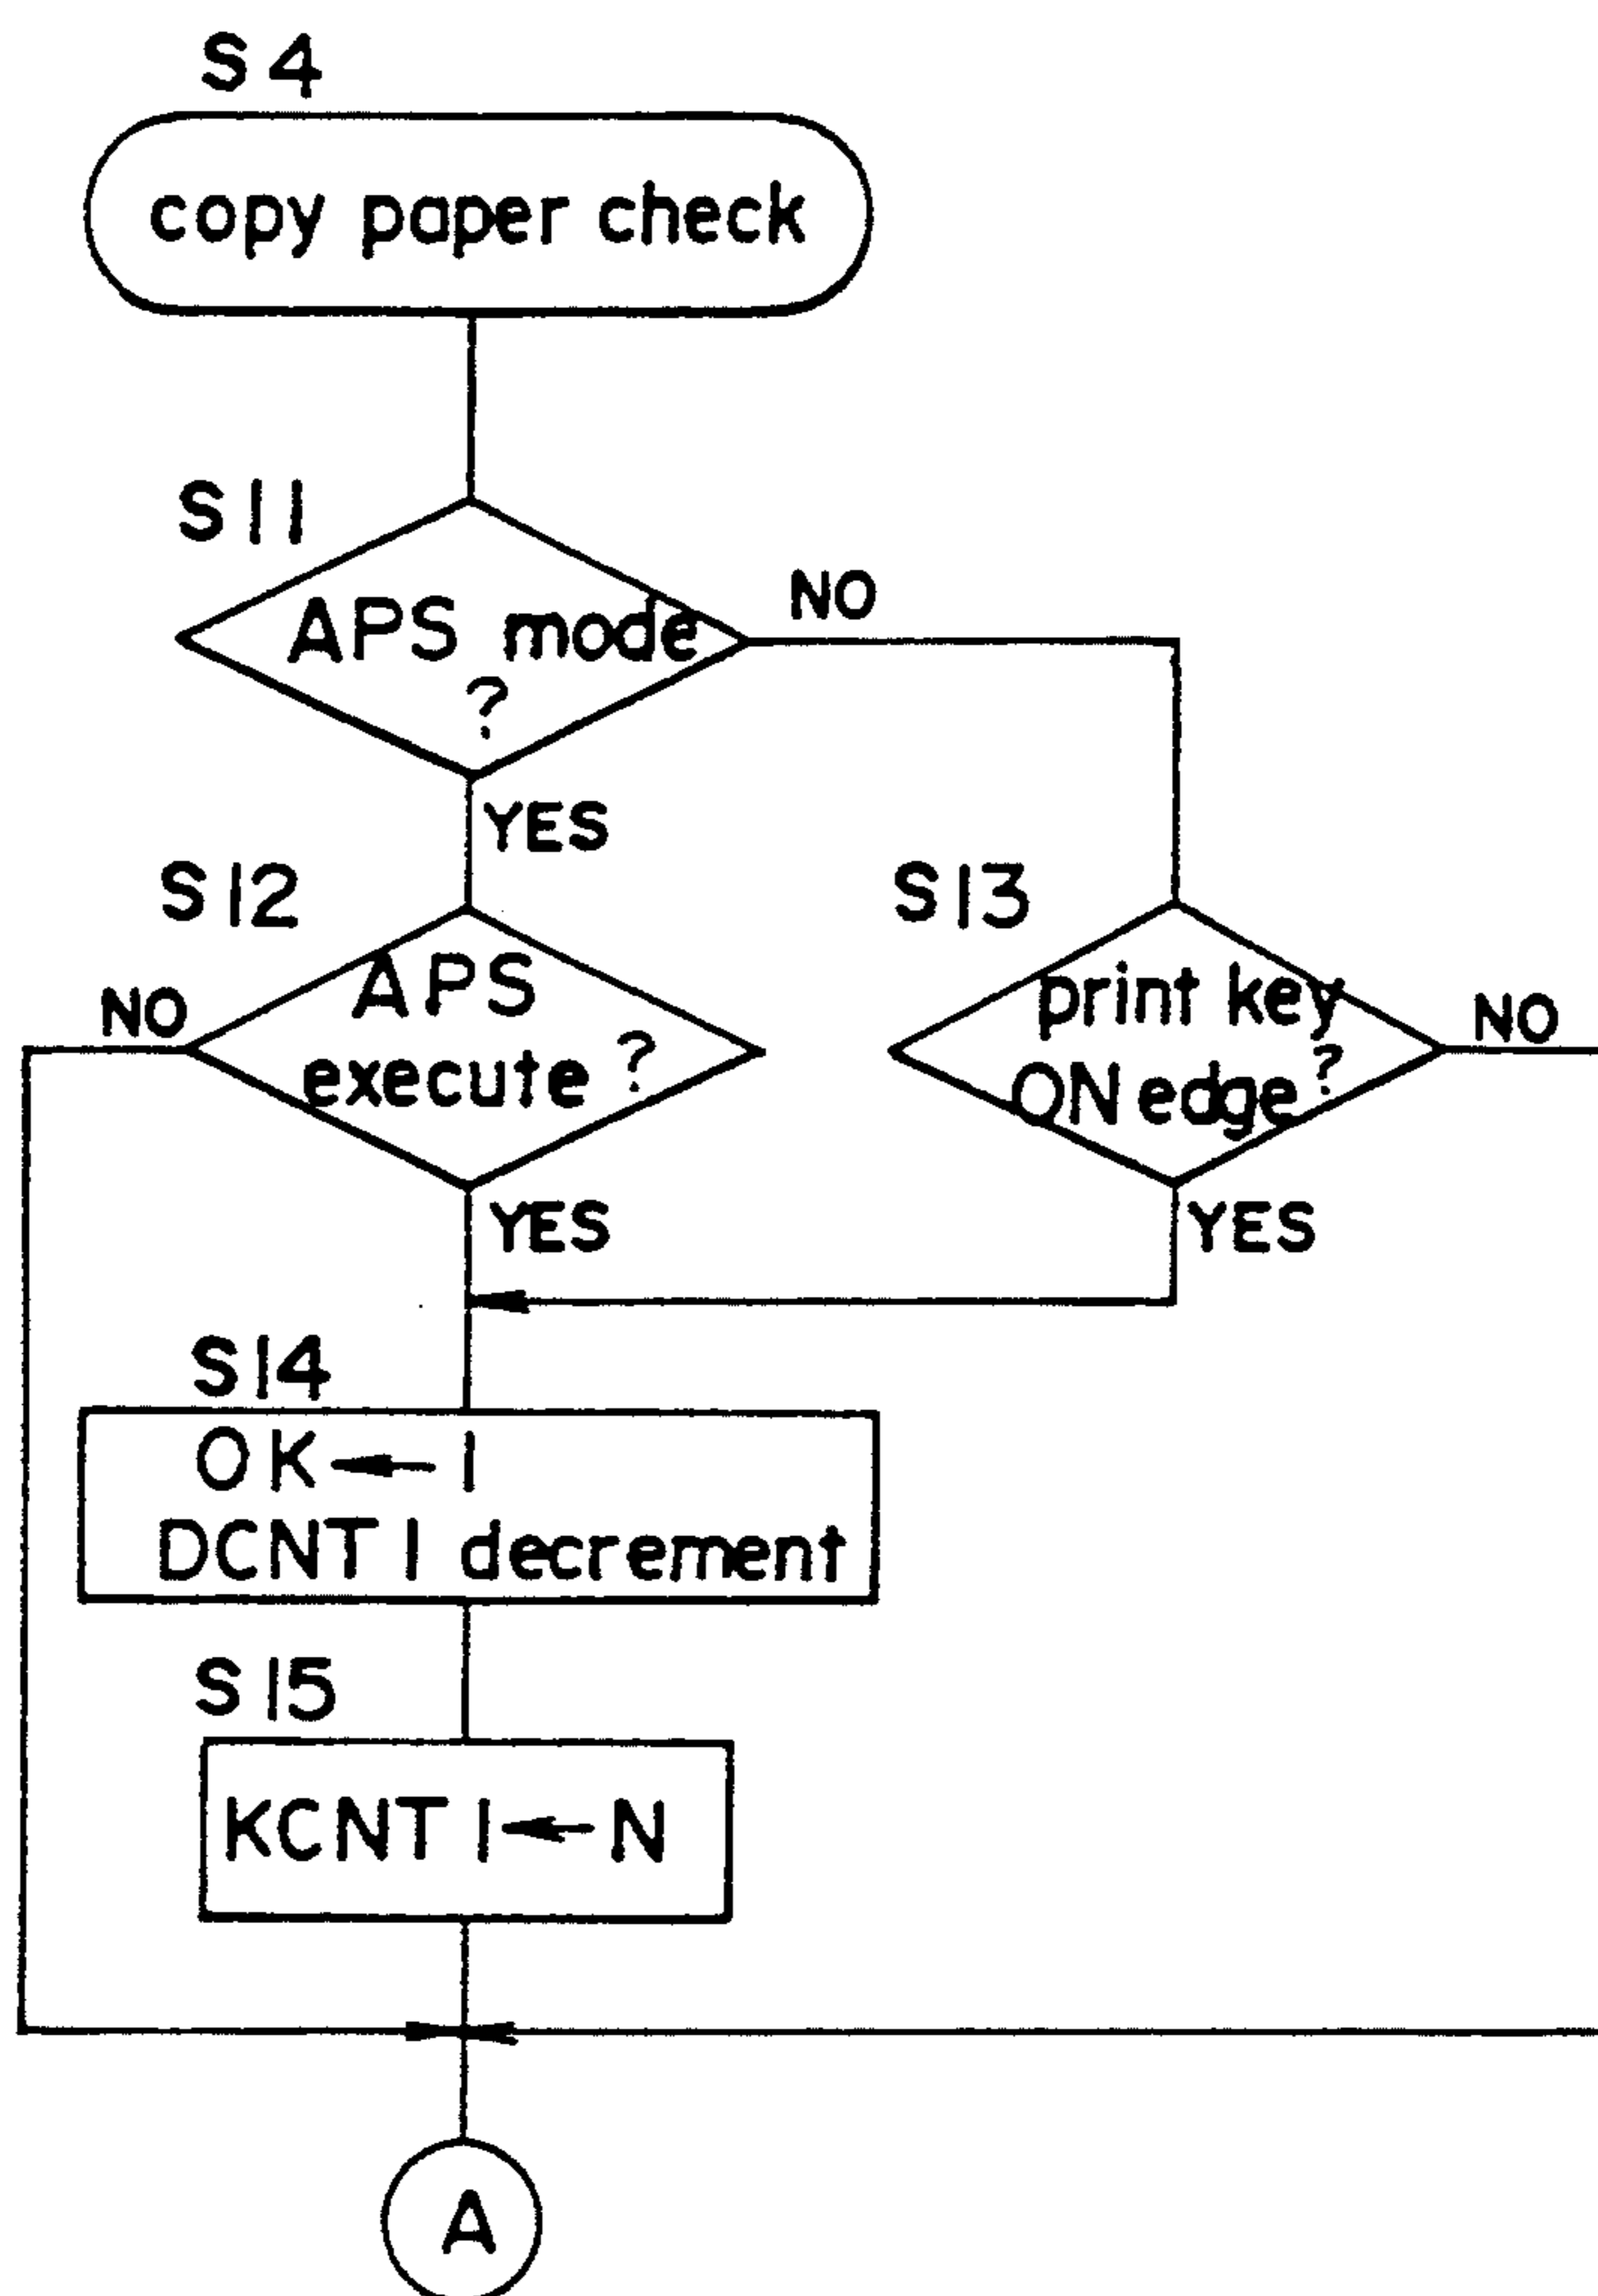 S4
copy paper check
S11
APS mode
?
NO
YES
S12
APS
execute ?
NO
YES
S13
print key
ON edge ?
NO
YES
S14
OK ← 1
DCNT 1 decrement
S15
KCNT 1 ← N
A